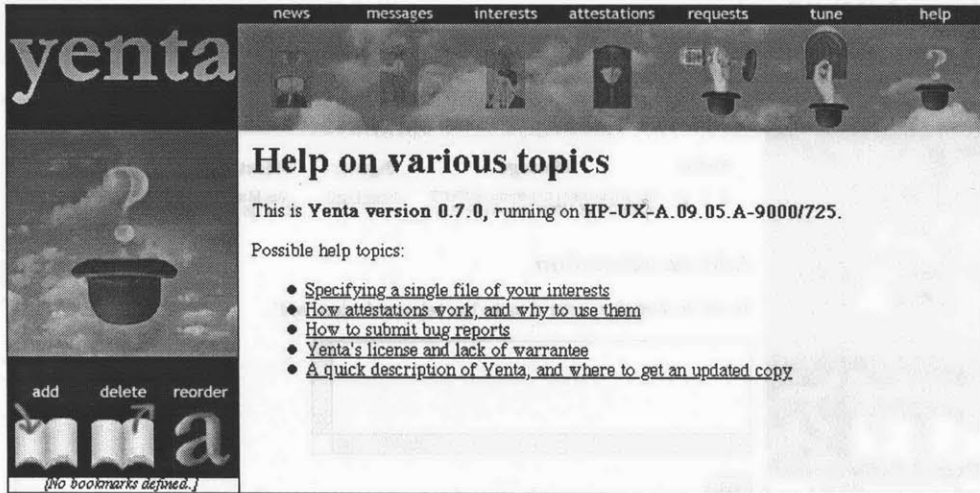 news messages interests attestations requests tune help
yenta
Help on various topics
This is Yenta version 0.7.0, running on HP-UX-A.09.05.A-9000/725.
Possible help topics:
Specifying a single file of your interests
How attestations work, and why to use them
How to submit bug reports
Yenta's license and lack of warrantee
A quick description of Yenta, and where to get an updated copy
add delete reorder
a
[No bookmarks defined.]